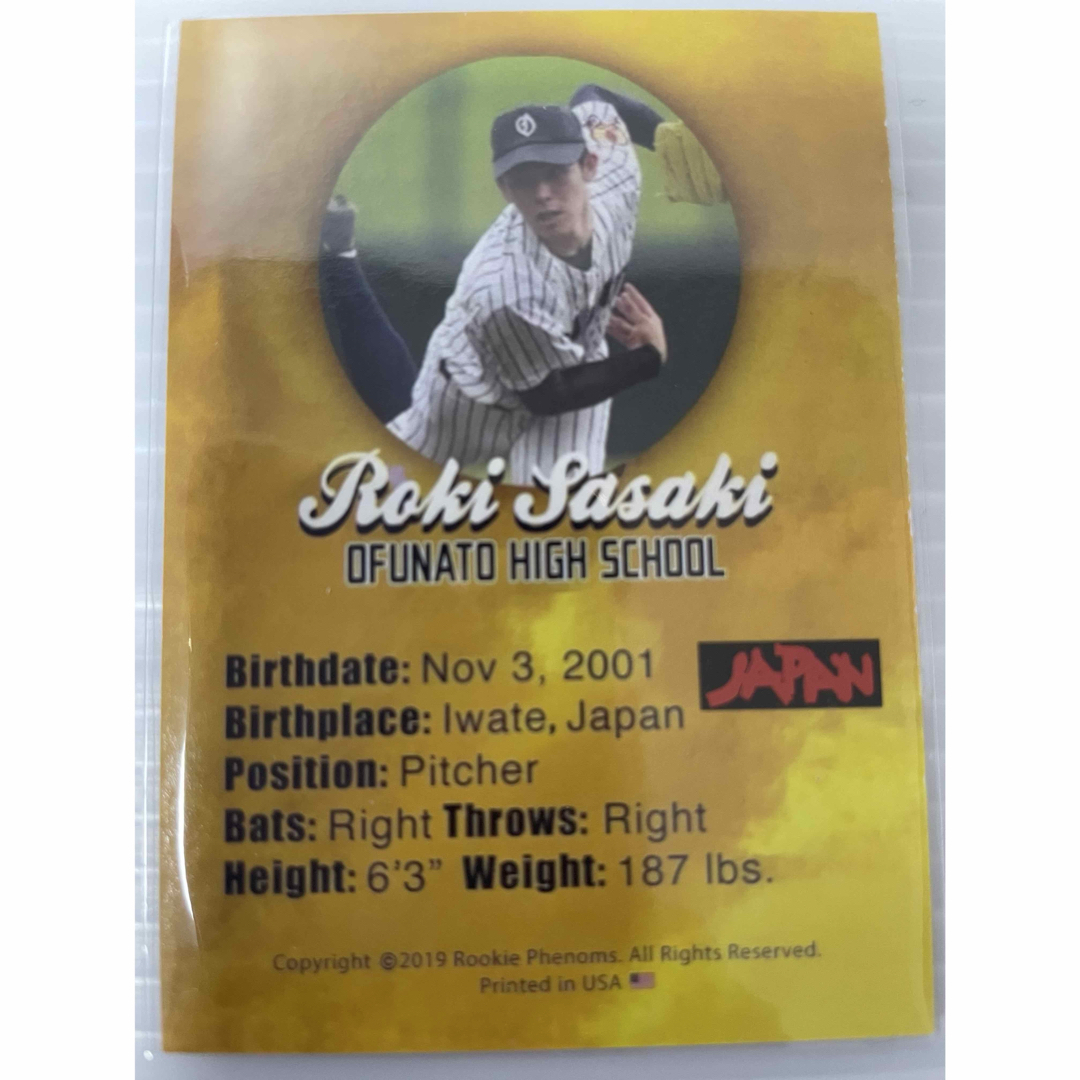 Roki Sasaki
OFUNATO HIGH SCHOOL
Birthdate: Nov 3, 2001
JAPAN
Birthplace: Iwate, Japan
Position: Pitcher
Bats: Right Throws: Right
Height: 6'3" Weight: 187 lbs.
Copyright ©2019 Rookie Phenoms. All Rights Reserved.
Printed in USA